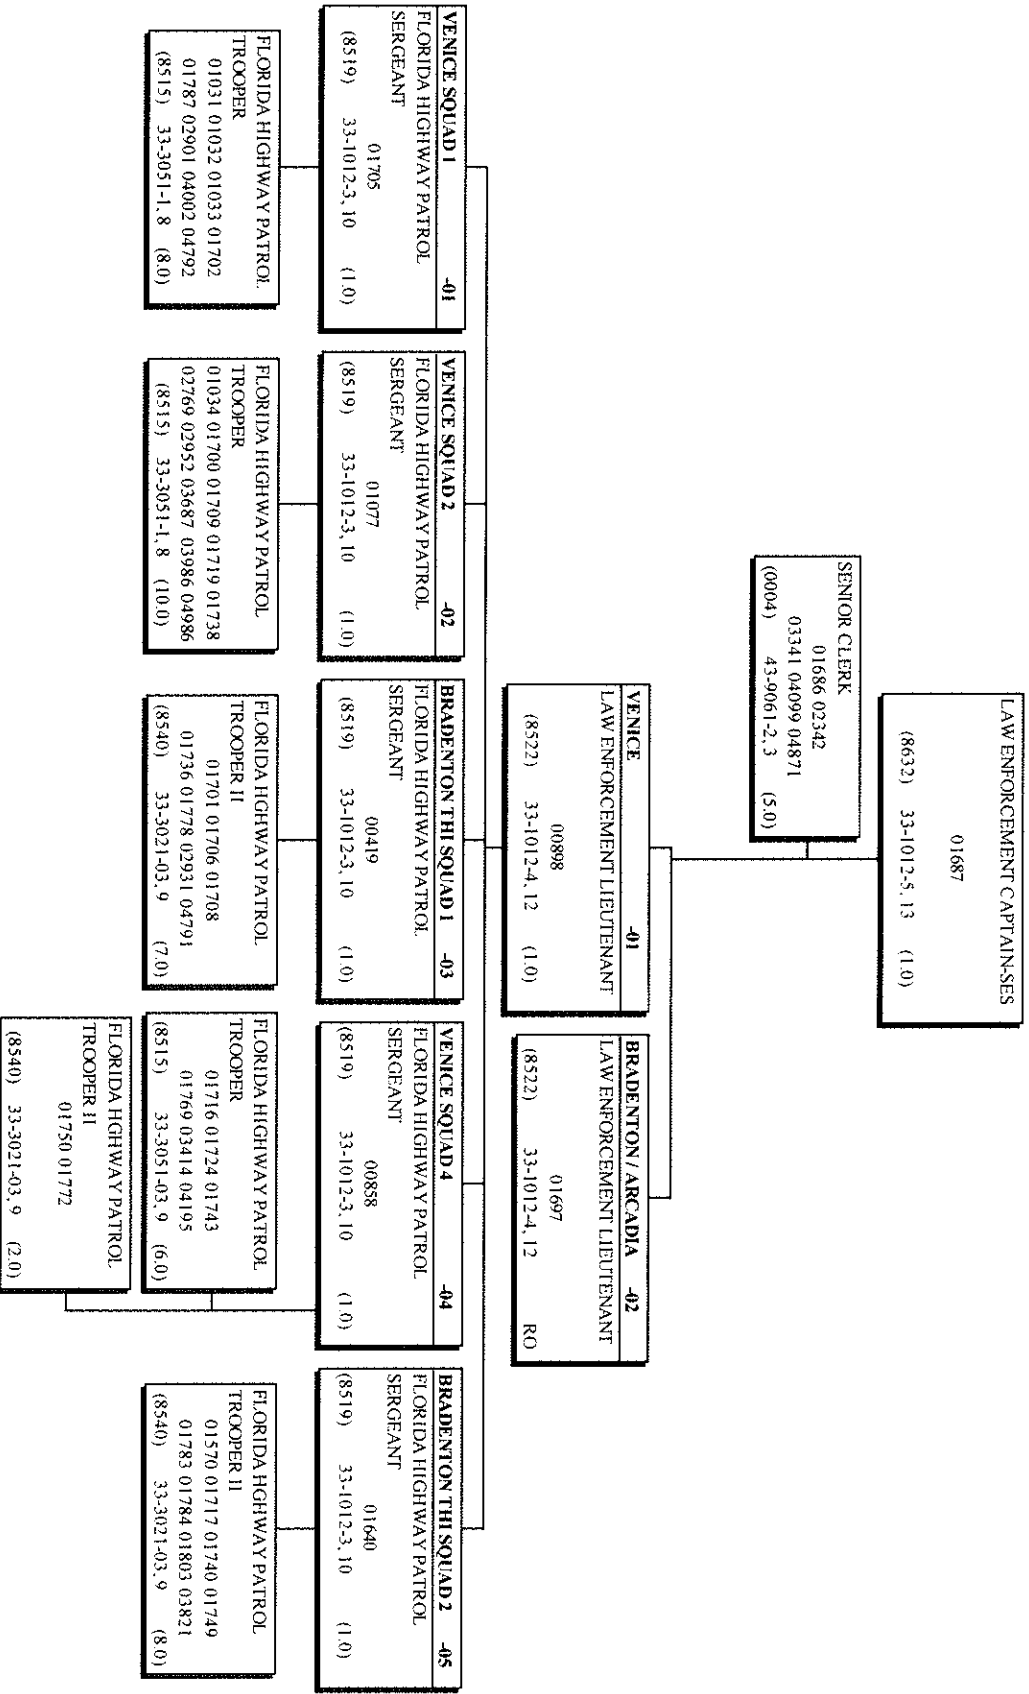 LAW ENFORCEMENT CAPTAIN-SES
01687
(8632) 33-1012-5, 13 (1.0)
SENIOR CLERK
01686 02342
03341 04099 04871
(0004) 43-9061-2, 3 (5.0)
VENICE -01
LAW ENFORCEMENT LIEUTENANT
00898
(8522) 33-1012-4, 12 (1.0)
BRADENTON / ARCADIA -02
LAW ENFORCEMENT LIEUTENANT
01697
(8522) 33-1012-4, 12 RO
VENICE SQUAD 1 -01
FLORIDA HIGHWAY PATROL
SERGEANT
01705
(8519) 33-1012-3, 10 (1.0)
FLORIDA HIGHWAY PATROL
TROOPER
01031 01032 01033 01702
01787 02901 04002 04792
(8515) 33-3051-1, 8 (8.0)
VENICE SQUAD 2 -02
FLORIDA HIGHWAY PATROL
SERGEANT
01077
(8519) 33-1012-3, 10 (1.0)
FLORIDA HIGHWAY PATROL
TROOPER
01034 01700 01709 01719 01738
02769 02952 03687 03986 04986
(8515) 33-3051-1, 8 (10.0)
BRADENTON THI SQUAD 1 -03
FLORIDA HIGHWAY PATROL
SERGEANT
00419
(8519) 33-1012-3, 10 (1.0)
FLORIDA HGHWAY PATROL
TROOPER II
01701 01706 01708
01736 01778 02931 04791
(8540) 33-3021-03, 9 (7.0)
VENICE SQUAD 4 -04
FLORIDA HIGHWAY PATROL
SERGEANT
00858
(8519) 33-1012-3, 10 (1.0)
FLORIDA HIGHWAY PATROL
TROOPER
01716 01724 01743
01769 03414 04195
(8515) 33-3051-03, 9 (6.0)
FLORIDA HGHWAY PATROL
TROOPER II
01750 01772
(8540) 33-3021-03, 9 (2.0)
BRADENTON THI SQUAD 2 -05
FLORIDA HIGHWAY PATROL
SERGEANT
01640
(8519) 33-1012-3, 10 (1.0)
FLORIDA HGHWAY PATROL
TROOPER II
01570 01717 01740 01749
01783 01784 01803 03821
(8540) 33-3021-03, 9 (8.0)